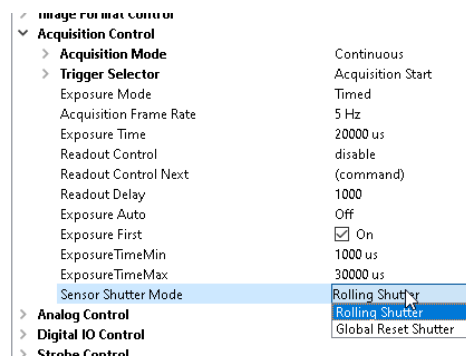 Image Format Control
Acquisition Control
Acquisition Mode Continuous
Trigger Selector Acquisition Start
Exposure Mode Timed
Acquisition Frame Rate 5 Hz
Exposure Time 20000 us
Readout Control disable
Readout Control Next (command)
Readout Delay 1000
Exposure Auto Off
Exposure First On
ExposureTimeMin 1000 us
ExposureTimeMax 30000 us
Sensor Shutter Mode Rolling Shutter
Rolling Shutter
Analog Control
Global Reset Shutter
Digital IO Control
Strobe Control